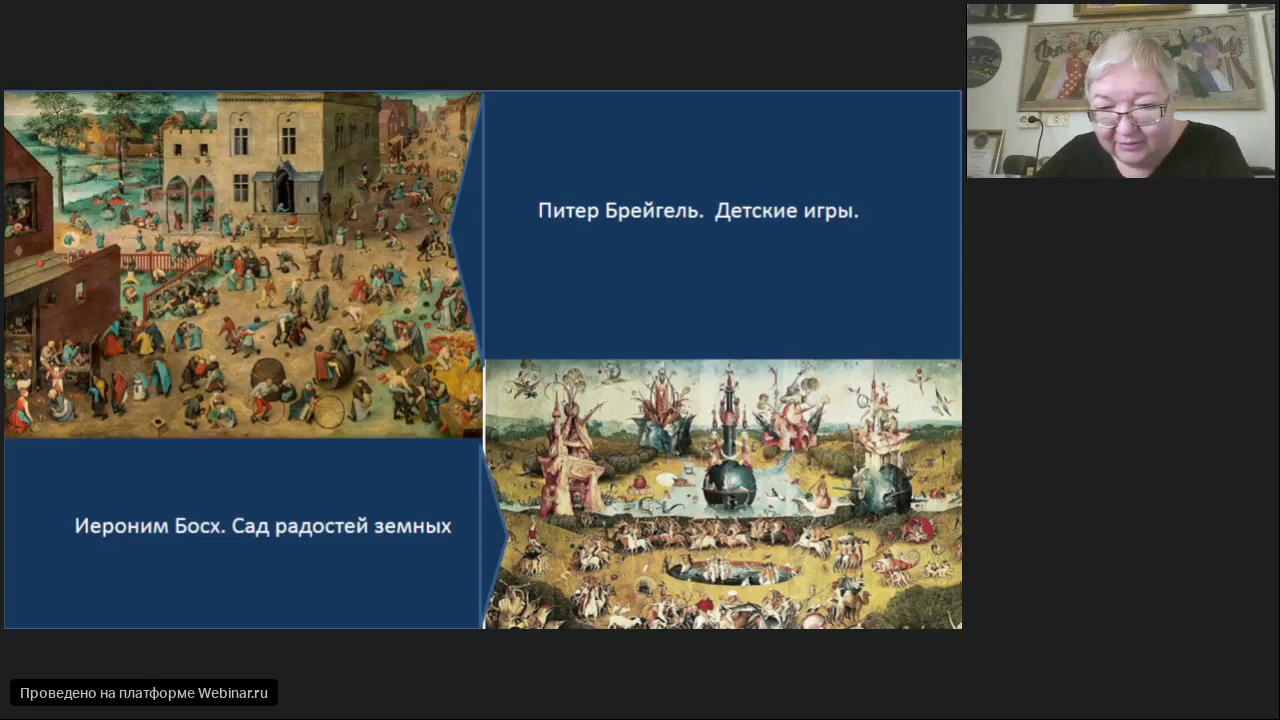 Питер Брейгель.  Детские игры.
Иероним Босх. Сад радостей земных
Проведено на платформе Webinar.ru